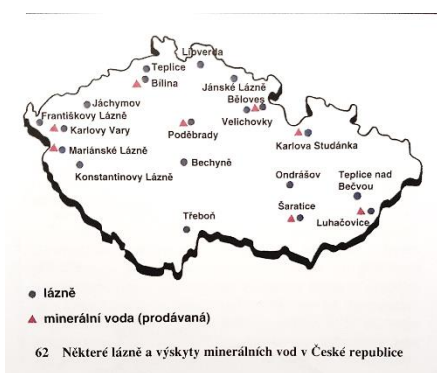 Lipverda
Teplice
Bílina
Jánské Lázně
Běloves
Jáchymov
Velichovky
Františkovy Lázně
Karlovy Vary
Poděbrady
Karlova Studánka
Mariánské Lázně
Bechyně
Konstantinovy Lázně
Ondrášov
Teplice nad
Bečvou
Šaratice
Třeboň
Luhačovice
lázně
minerální voda (prodávaná)
62 Některé lázně a výskyty minerálních vod v České republice